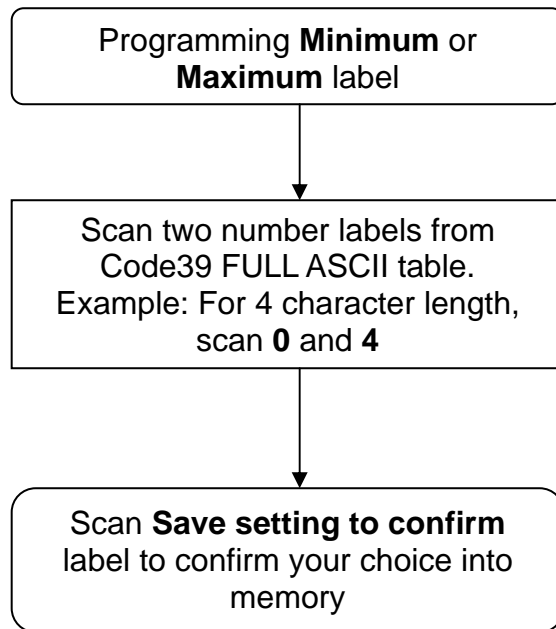 Programming Minimum or
Maximum label
Scan two number labels from
Code39 FULL ASCII table.
Example: For 4 character length,
scan 0 and 4
Scan Save setting to confirm
label to confirm your choice into
memory